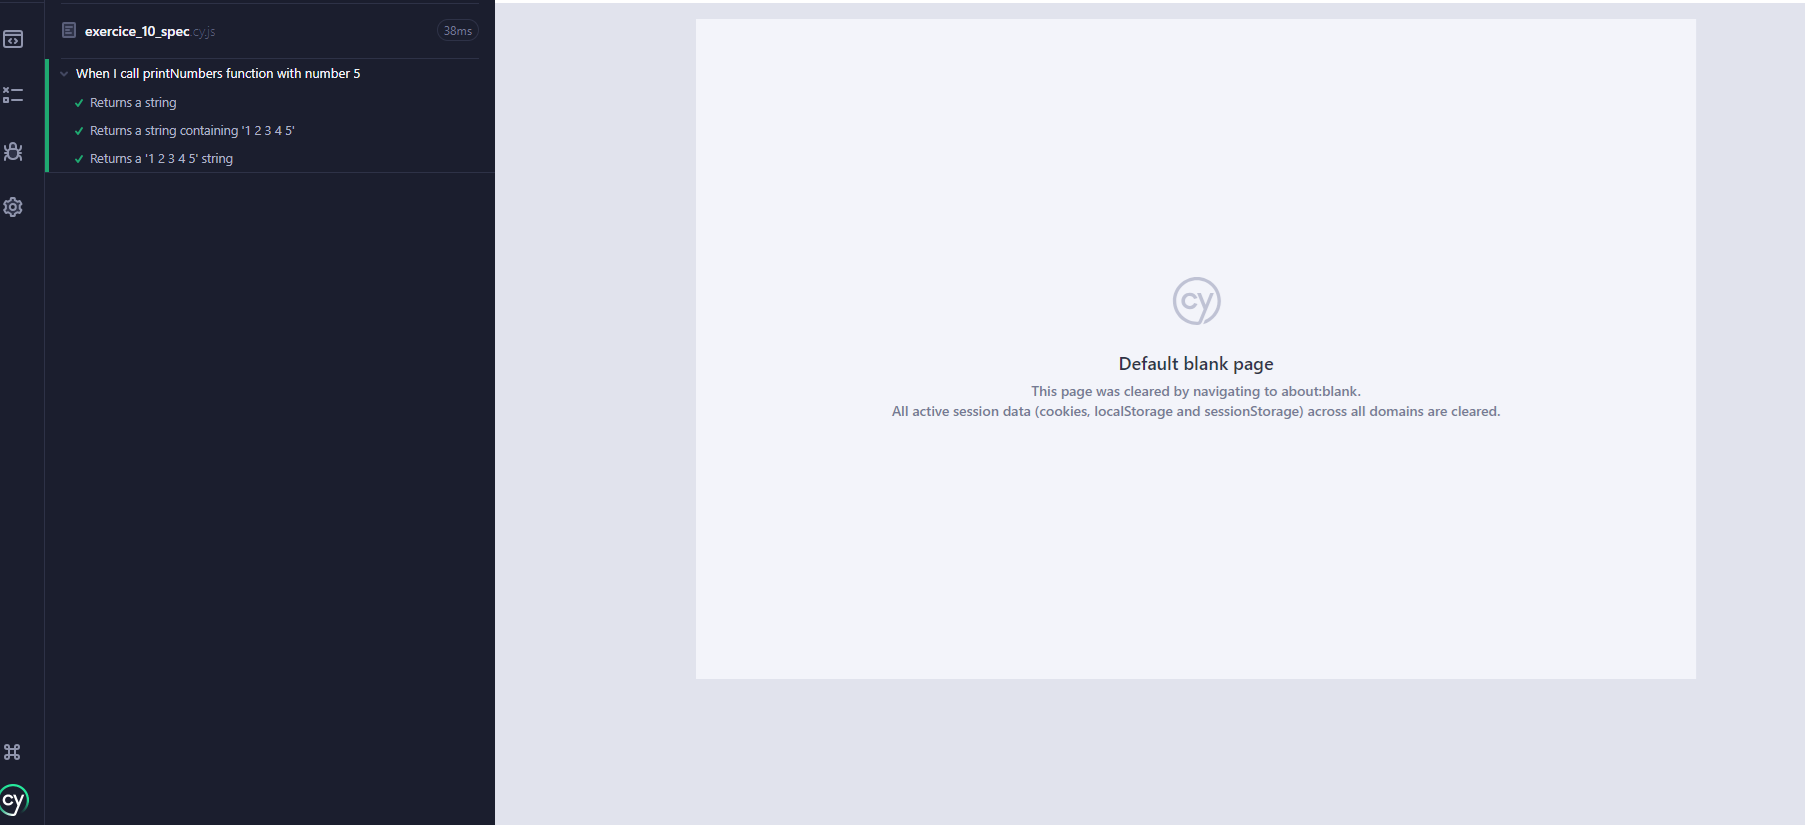 exercice_10_spec.cy.js
38ms
When I call printNumbers function with number 5
Returns a string
Returns a string containing '1 2 3 4 5'
Returns a '1 2 3 4 5' string
cy
Default blank page
This page was cleared by navigating to about:blank.
All active session data (cookies, localStorage and sessionStorage) across all domains are cleared.
cy